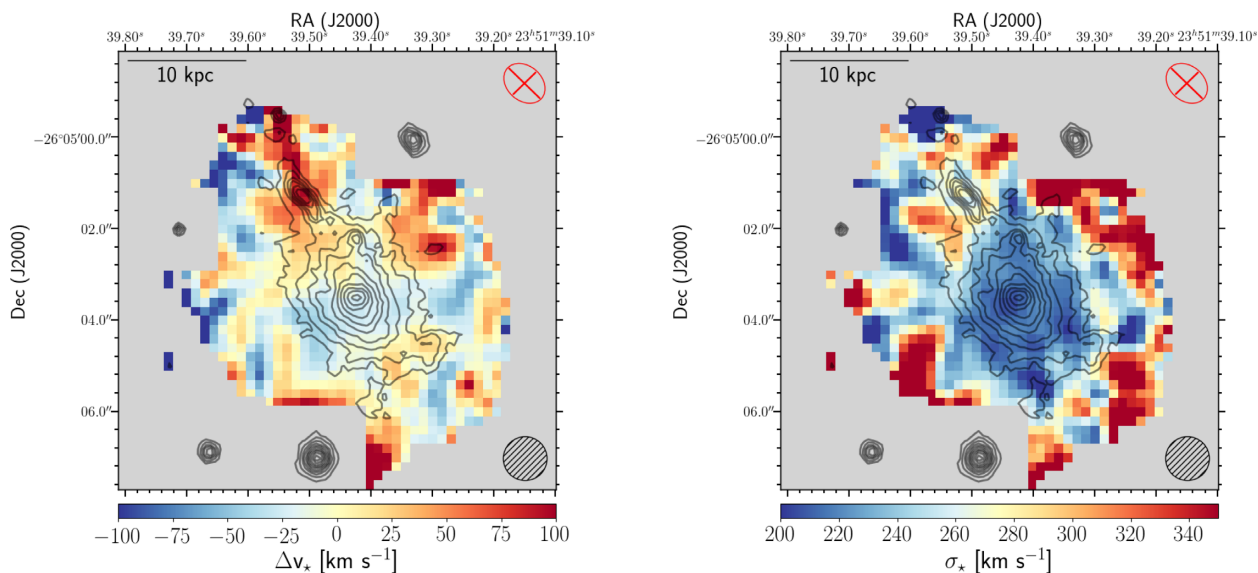 RA (J2000)
39.80ˢ 39.70ˢ 39.60ˢ 39.50ˢ 39.40ˢ 39.30ˢ 39.20ˢ 23ʰ51ᵐ39.10ˢ
10 kpc
−26°05′00.0″
02.0″
04.0″
06.0″
Dec (J2000)
−100 −75 −50 −25 0 25 50 75 100
Δv⋆ [km s⁻¹]
RA (J2000)
39.80ˢ 39.70ˢ 39.60ˢ 39.50ˢ 39.40ˢ 39.30ˢ 39.20ˢ 23ʰ51ᵐ39.10ˢ
10 kpc
−26°05′00.0″
02.0″
04.0″
06.0″
Dec (J2000)
200 220 240 260 280 300 320 340
σ⋆ [km s⁻¹]